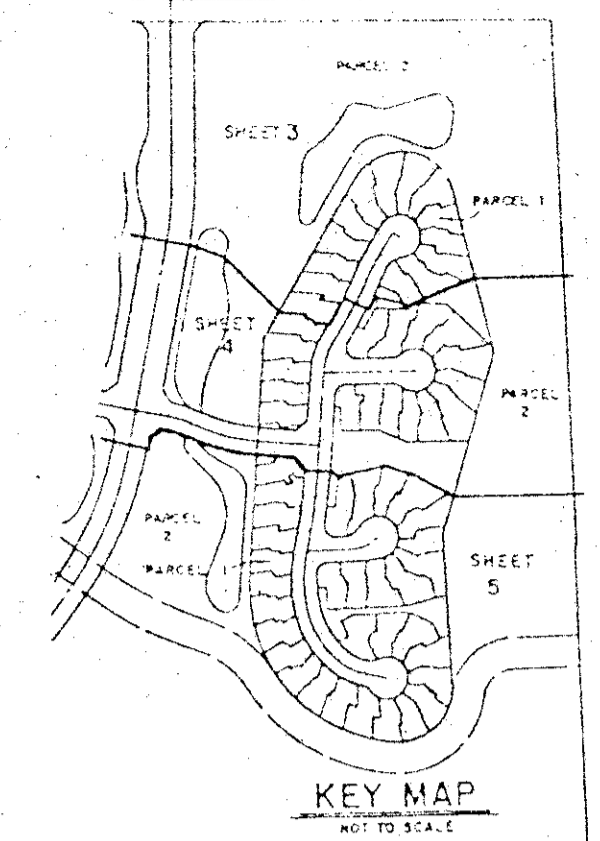 PARCEL 2
SHEET 3
PARCEL 1
SHEET
4
PARCEL
2
PARCEL
2
PARCEL 1
SHEET
5
KEY MAP
NOT TO SCALE